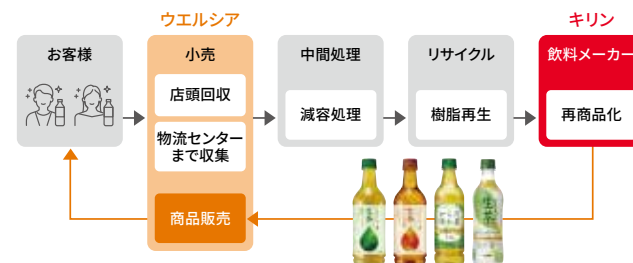 ウエルシア
キリン
お客様
小売
中間処理
リサイクル
飲料メーカー
店頭回収
減容処理
樹脂再生
再商品化
物流センター
まで収集
商品販売
生茶